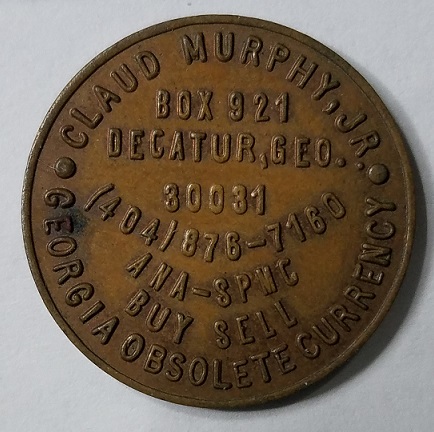 CLAUD MURPHY, JR.
BOX 921
DECATUR, GEO.
30031
(404) 876-7160
ANA-SPMC
BUY SELL
GEORGIA OBSOLETE CURRENCY